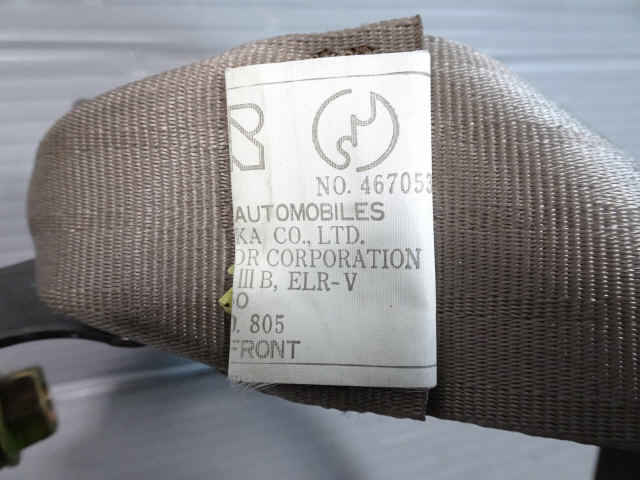 NO. 467053
AUTOMOBILES
KA CO., LTD.
OR CORPORATION
III B, ELR-V
O
. 805
FRONT